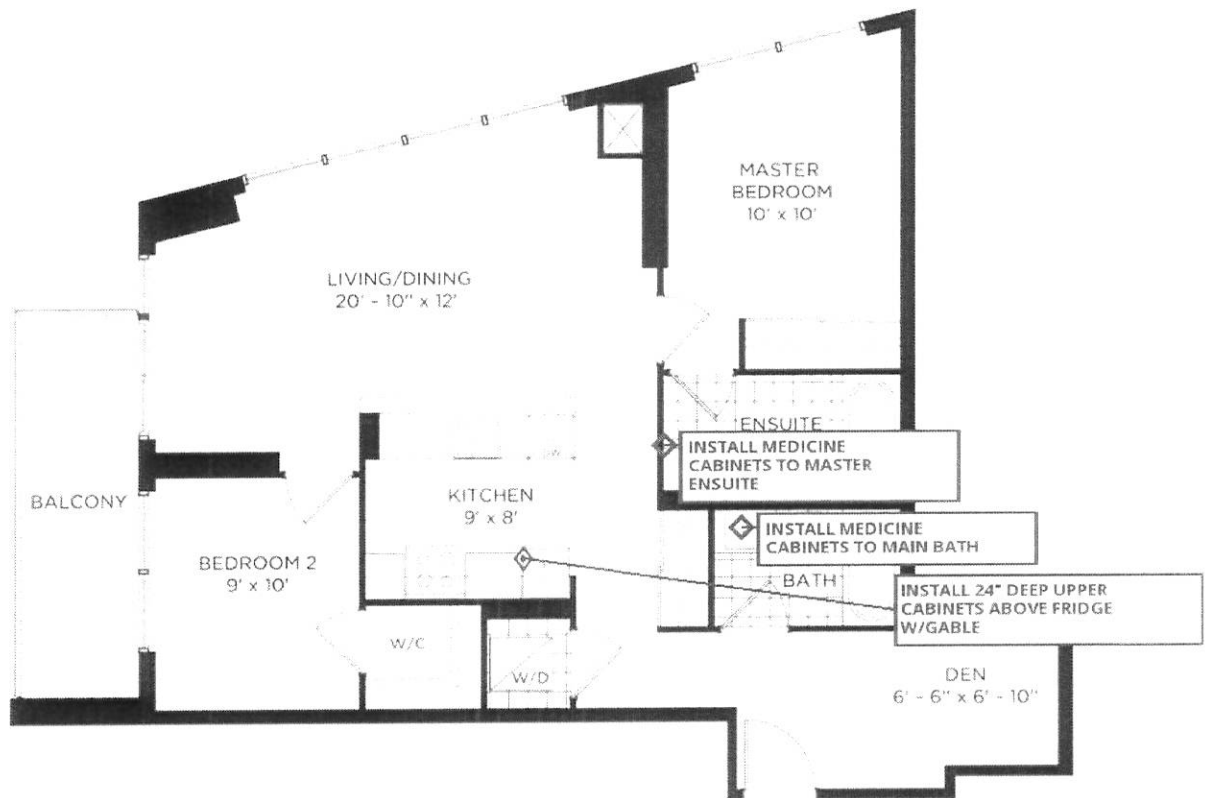 MASTER
BEDROOM
10' x 10'
LIVING/DINING
20' - 10" x 12'
ENSUITE
INSTALL MEDICINE
CABINETS TO MASTER
ENSUITE
BALCONY
KITCHEN
9' x 8'
INSTALL MEDICINE
CABINETS TO MAIN BATH
BEDROOM 2
9' x 10'
BATH
INSTALL 24" DEEP UPPER
CABINETS ABOVE FRIDGE
W/GABLE
W/C
W/D
DEN
6' - 6" x 6' - 10"